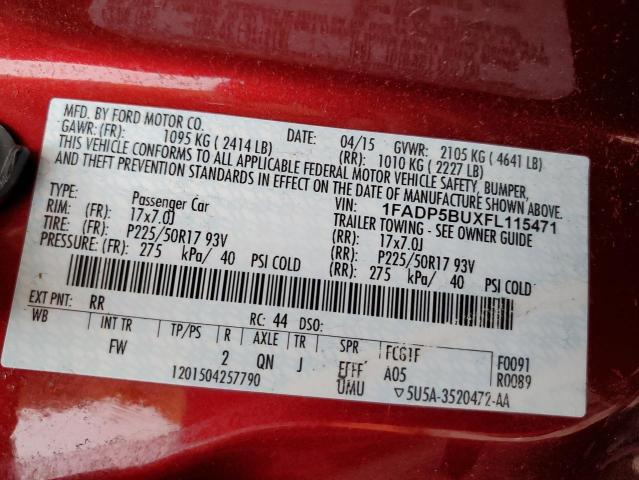 MFD. BY FORD MOTOR CO. DATE: 04/15 GVWR: 2105 KG ( 4641 LB)
GAWR: (FR): 1095 KG ( 2414 LB) (RR): 1010 KG ( 2227 LB)
THIS VEHICLE CONFORMS TO ALL APPLICABLE FEDERAL MOTOR VEHICLE SAFETY, BUMPER,
AND THEFT PREVENTION STANDARDS IN EFFECT ON THE DATE OF MANUFACTURE SHOWN ABOVE.
VIN: 1FADP5BUXFL115471
TYPE: Passenger Car TRAILER TOWING - SEE OWNER GUIDE
RIM: (FR): 17x7.0J (RR): 17x7.0J
TIRE: (FR): P225/50R17 93V (RR): P225/50R17 93V
PRESSURE: (FR): 275 kPa/ 40 PSI COLD (RR): 275 kPa/ 40 PSI COLD
EXT PNT: RR RC: 44 DSO:
WB INT TR TP/PS R AXLE TR SPR FCG1F F0091
FW 2 QN J A05 R0089
UMU
1201504257790 ▽5U5A-3520472-AA